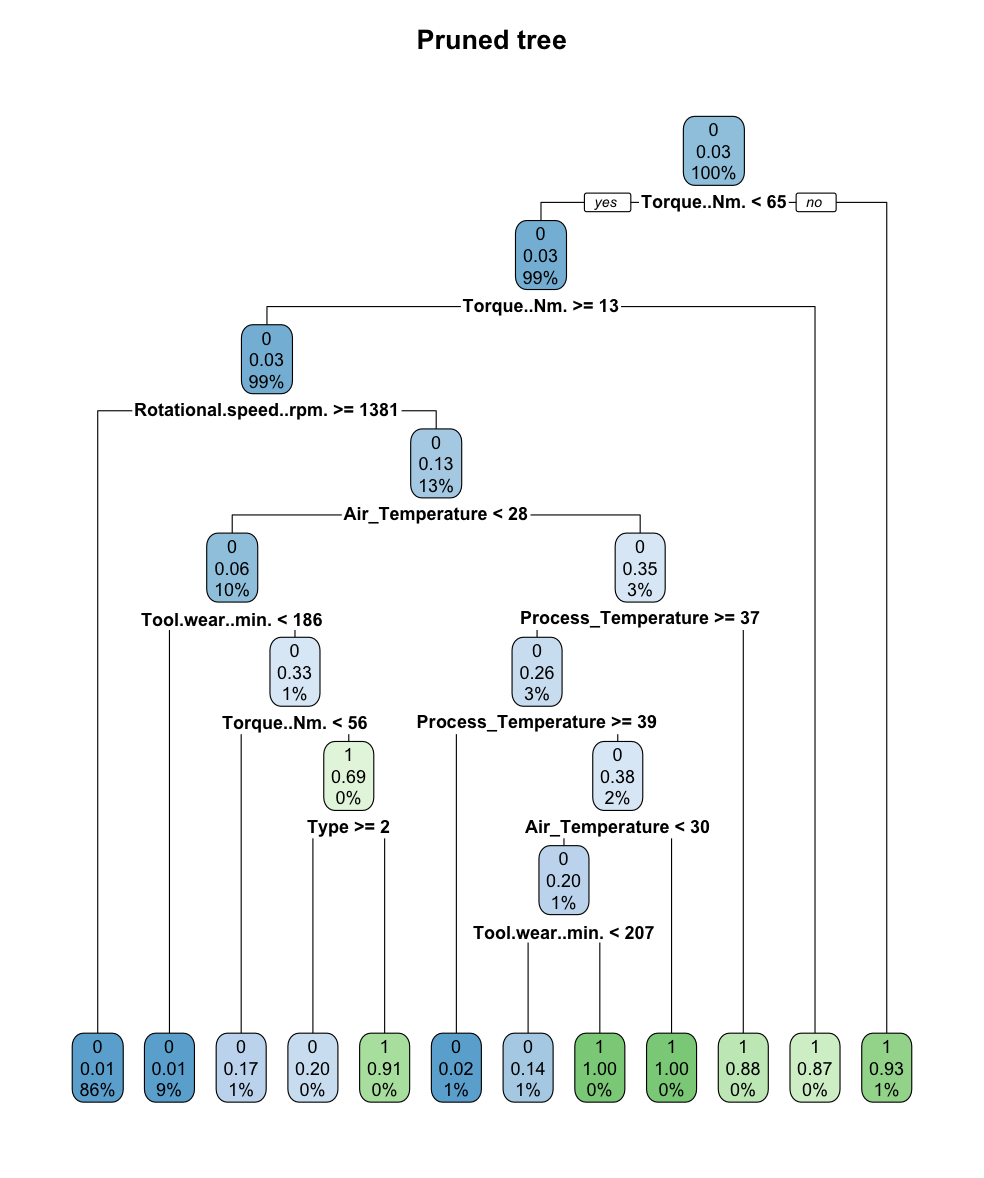 Pruned tree
0
0.03
100%
yes Torque..Nm. < 65 no
0
0.03
99%
Torque..Nm. >= 13
0
0.03
99%
Rotational.speed..rpm. >= 1381
0
0.13
13%
Air_Temperature < 28
0 0
0.06 0.35
10% 3%
Tool.wear..min. < 186 Process_Temperature >= 37
0 0
0.33 0.26
1% 3%
Torque..Nm. < 56 Process_Temperature >= 39
1 0
0.69 0.38
0% 2%
Type >= 2 Air_Temperature < 30
0
0.20
1%
Tool.wear..min. < 207
0 0 0 0 1 0 0 1 1 1 1 1
0.01 0.01 0.17 0.20 0.91 0.02 0.14 1.00 1.00 0.88 0.87 0.93
86% 9% 1% 0% 0% 1% 1% 0% 0% 0% 0% 1%